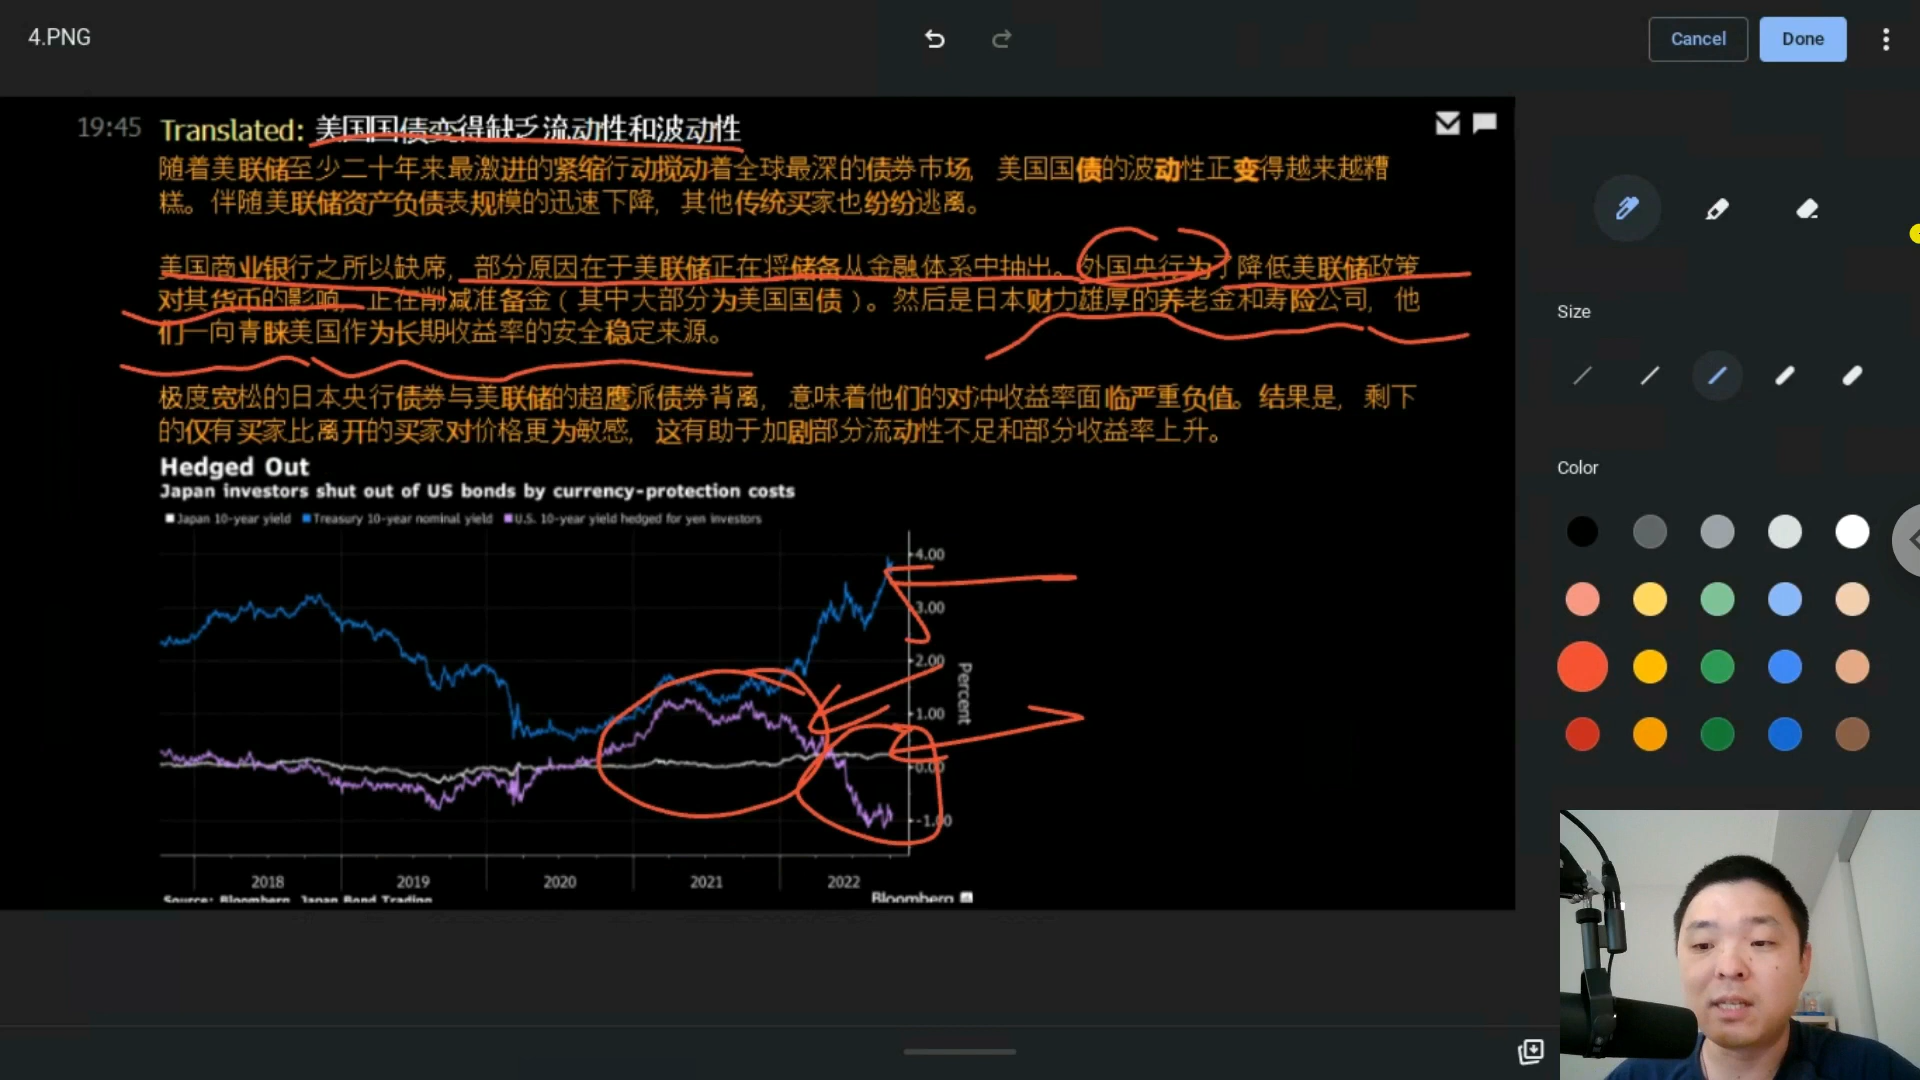 4.PNG
Cancel
Done
19:45 Translated: 美国国债变得缺乏流动性和波动性
随着美联储至少二十年来最激进的紧缩行动搅动着全球最深的债券市场, 美国国债的波动性正变得越来越糟
糕。伴随美联储资产负债表规模的迅速下降, 其他传统买家也纷纷逃离。
美国商业银行之所以缺席, 部分原因在于美联储正在将储备从金融体系中抽出。外国央行为了降低美联储政策
对其货币的影响, 正在削减准备金 ( 其中大部分为美国国债 ) 。然后是日本财力雄厚的养老金和寿险公司, 他
们一向青睐美国作为长期收益率的安全稳定来源。
极度宽松的日本央行债券与美联储的超鹰派债券背离, 意味着他们的对冲收益率面临严重负值。结果是, 剩下
的仅有买家比离开的买家对价格更为敏感, 这有助于加剧部分流动性不足和部分收益率上升。
Hedged Out
Japan investors shut out of US bonds by currency-protection costs
Japan 10-year yield Treasury 10-year nominal yield U.S. 10-year yield hedged for yen investors
4.00
3.00
2.00
1.00
0.00
-1.00
Percent
2018 2019 2020 2021 2022
Source: Bloomberg, Japan Bond Trading
Bloomberg
Size
Color